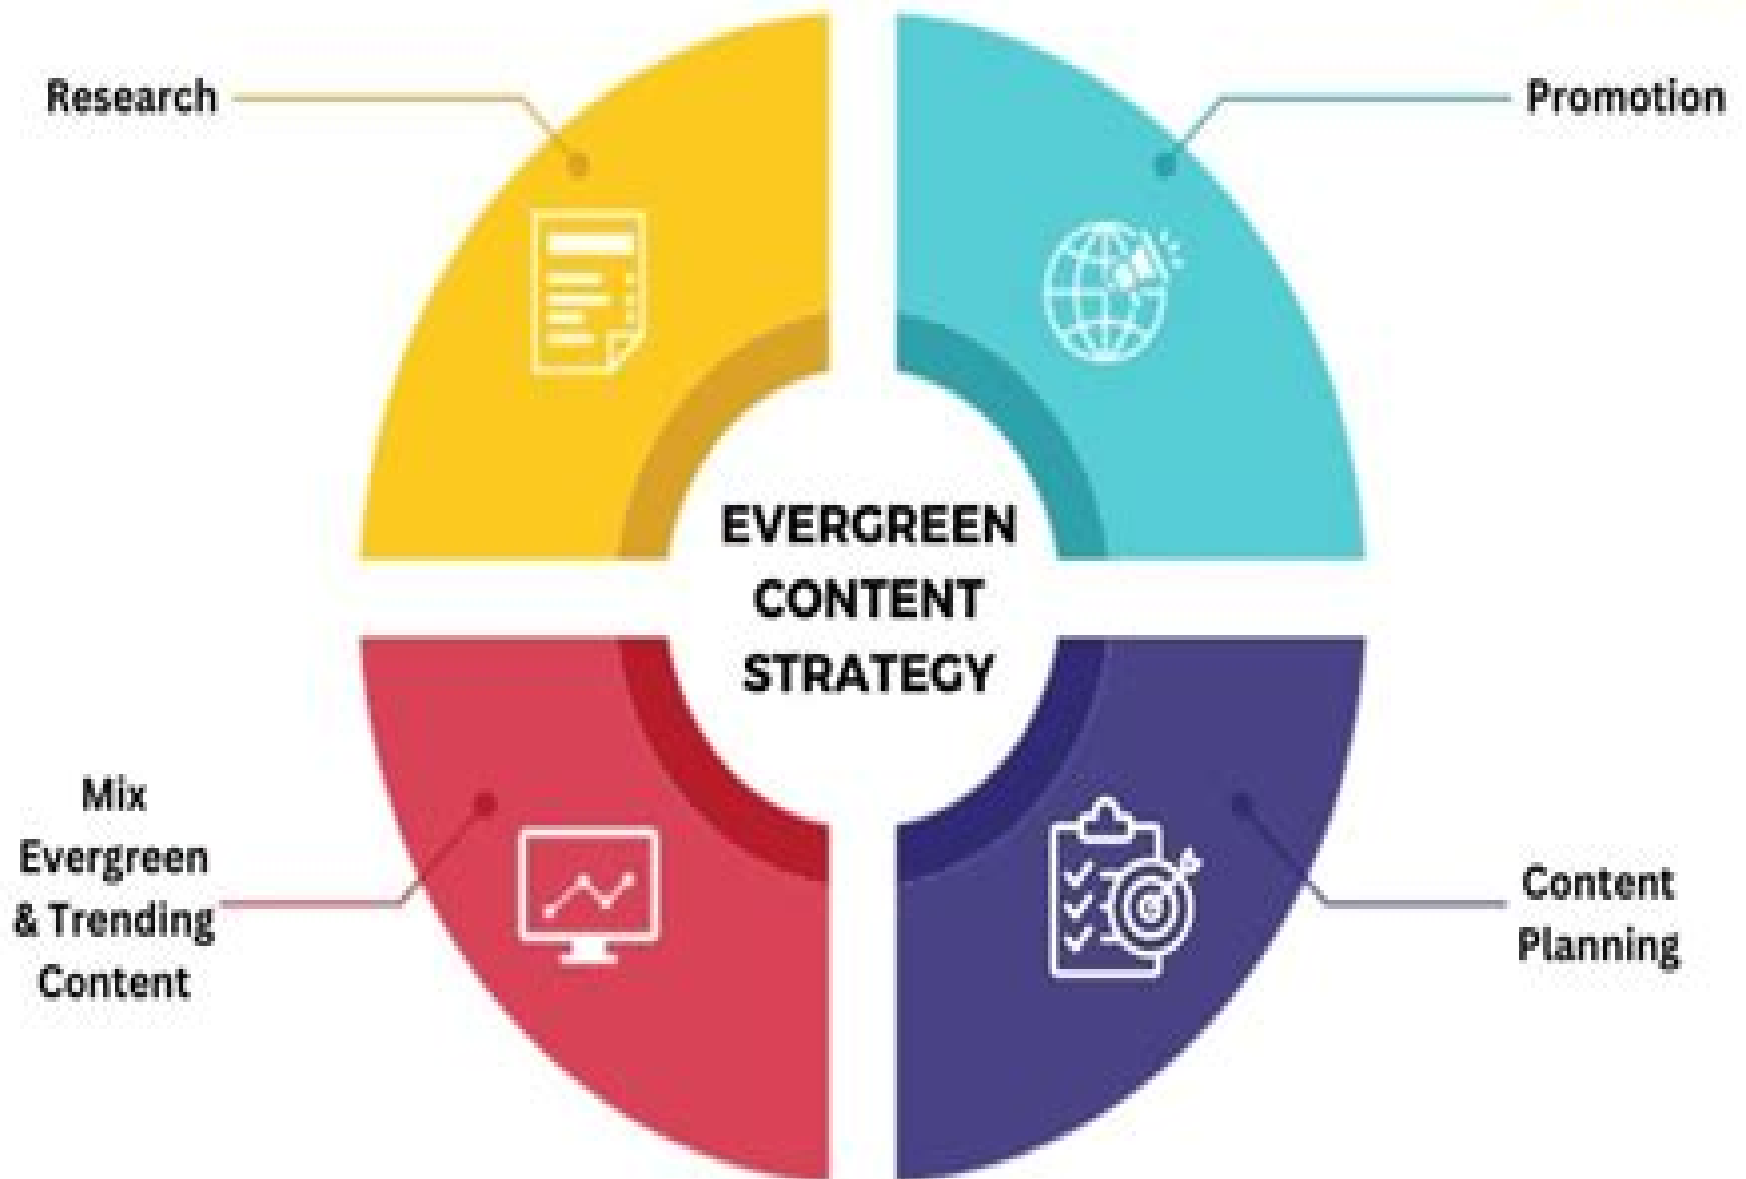 Research
Promotion
EVERGREEN
CONTENT
STRATEGY
Mix
Evergreen
& Trending
Content
Content
Planning